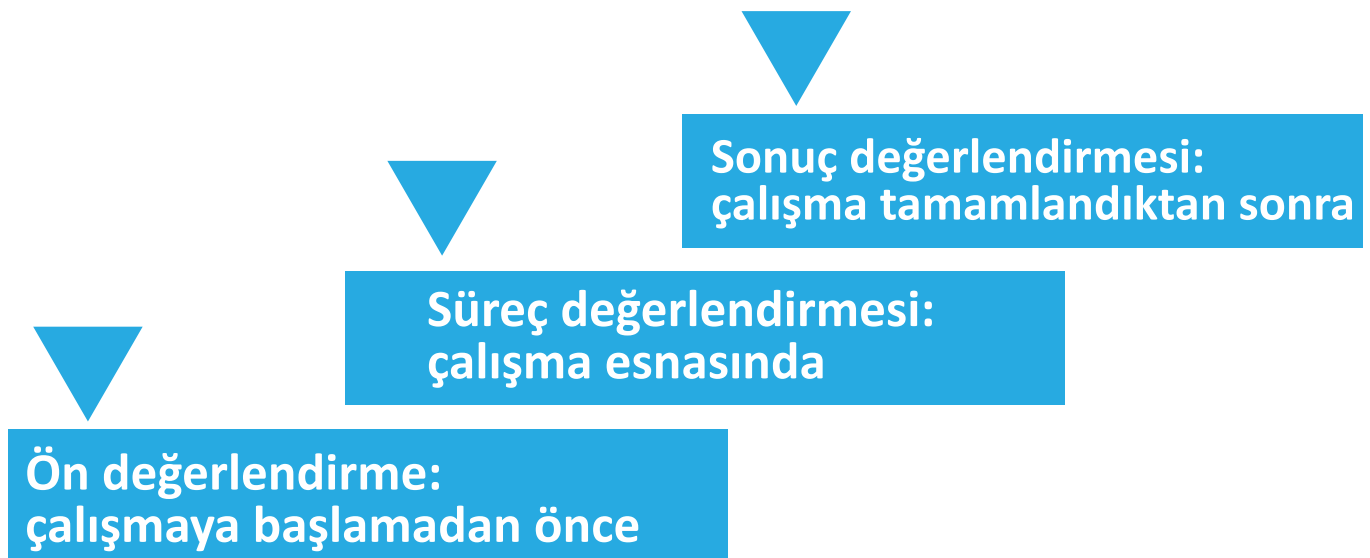 Sonuç değerlendirmesi:
çalışma tamamlandıktan sonra
Süreç değerlendirmesi:
çalışma esnasında
Ön değerlendirme:
çalışmaya başlamadan önce